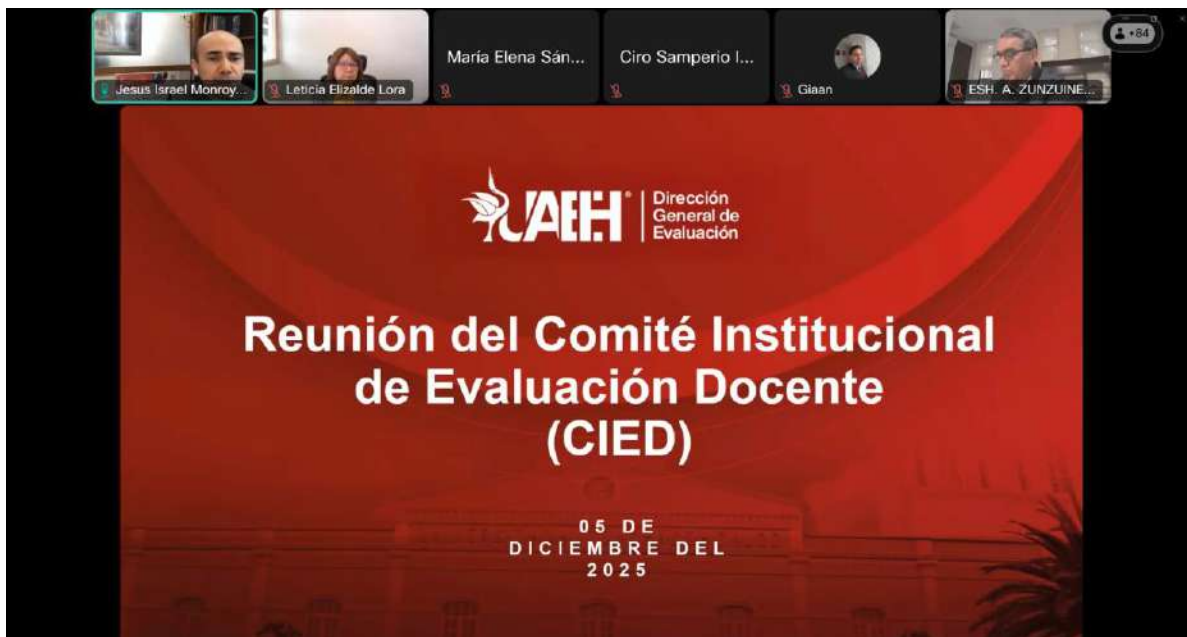 Jesus Israel Monroy...
Leticia Elizalde Lora
María Elena Sán...
Ciro Samperio I...
Giaan
ESH. A. ZUNZUINE...
+84
UAEH®
Dirección
General de
Evaluación
Reunión del Comité Institucional
de Evaluación Docente
(CIED)
05 DE
DICIEMBRE DEL
2025